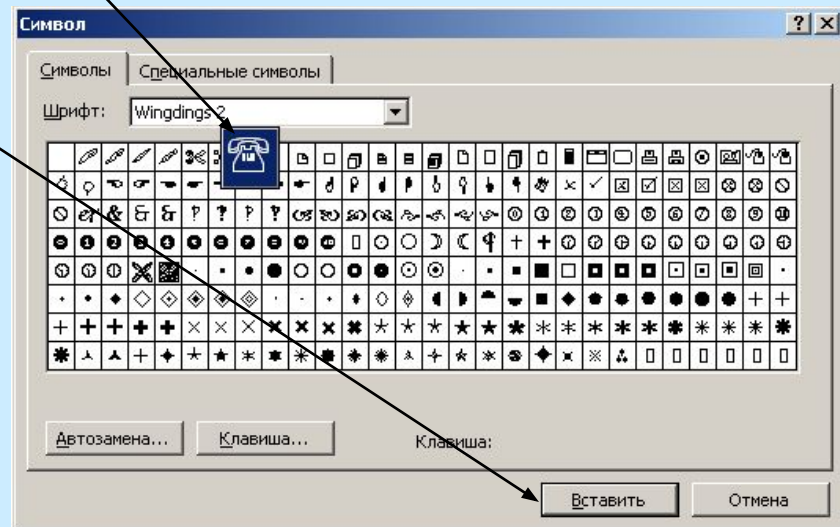 Символ
Символы
Специальные символы
Шрифт:
Wingdings 2
Автозамена...
Клавиша...
Клавиша:
Вставить
Отмена